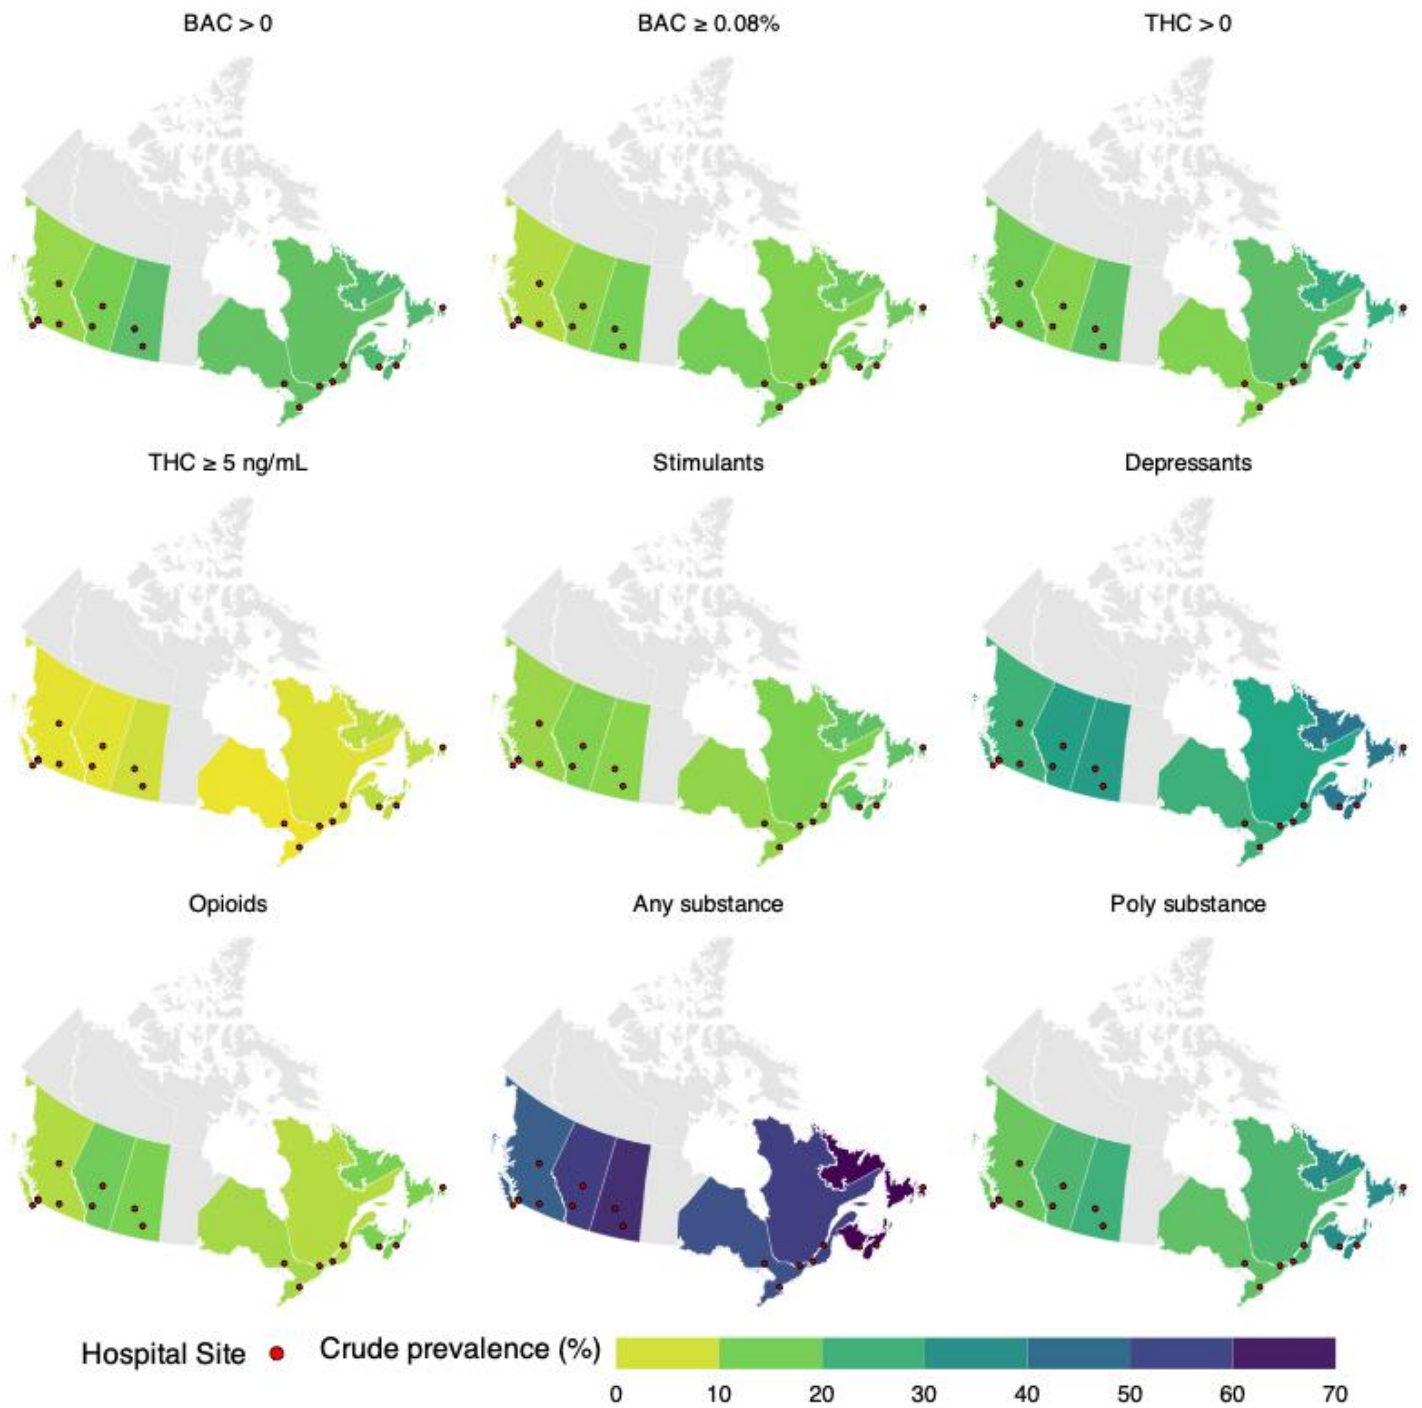 BAC > 0
BAC ≥ 0.08%
THC > 0
THC ≥ 5 ng/mL
Stimulants
Depressants
Opioids
Any substance
Poly substance
Hospital Site
Crude prevalence (%)
0 10 20 30 40 50 60 70